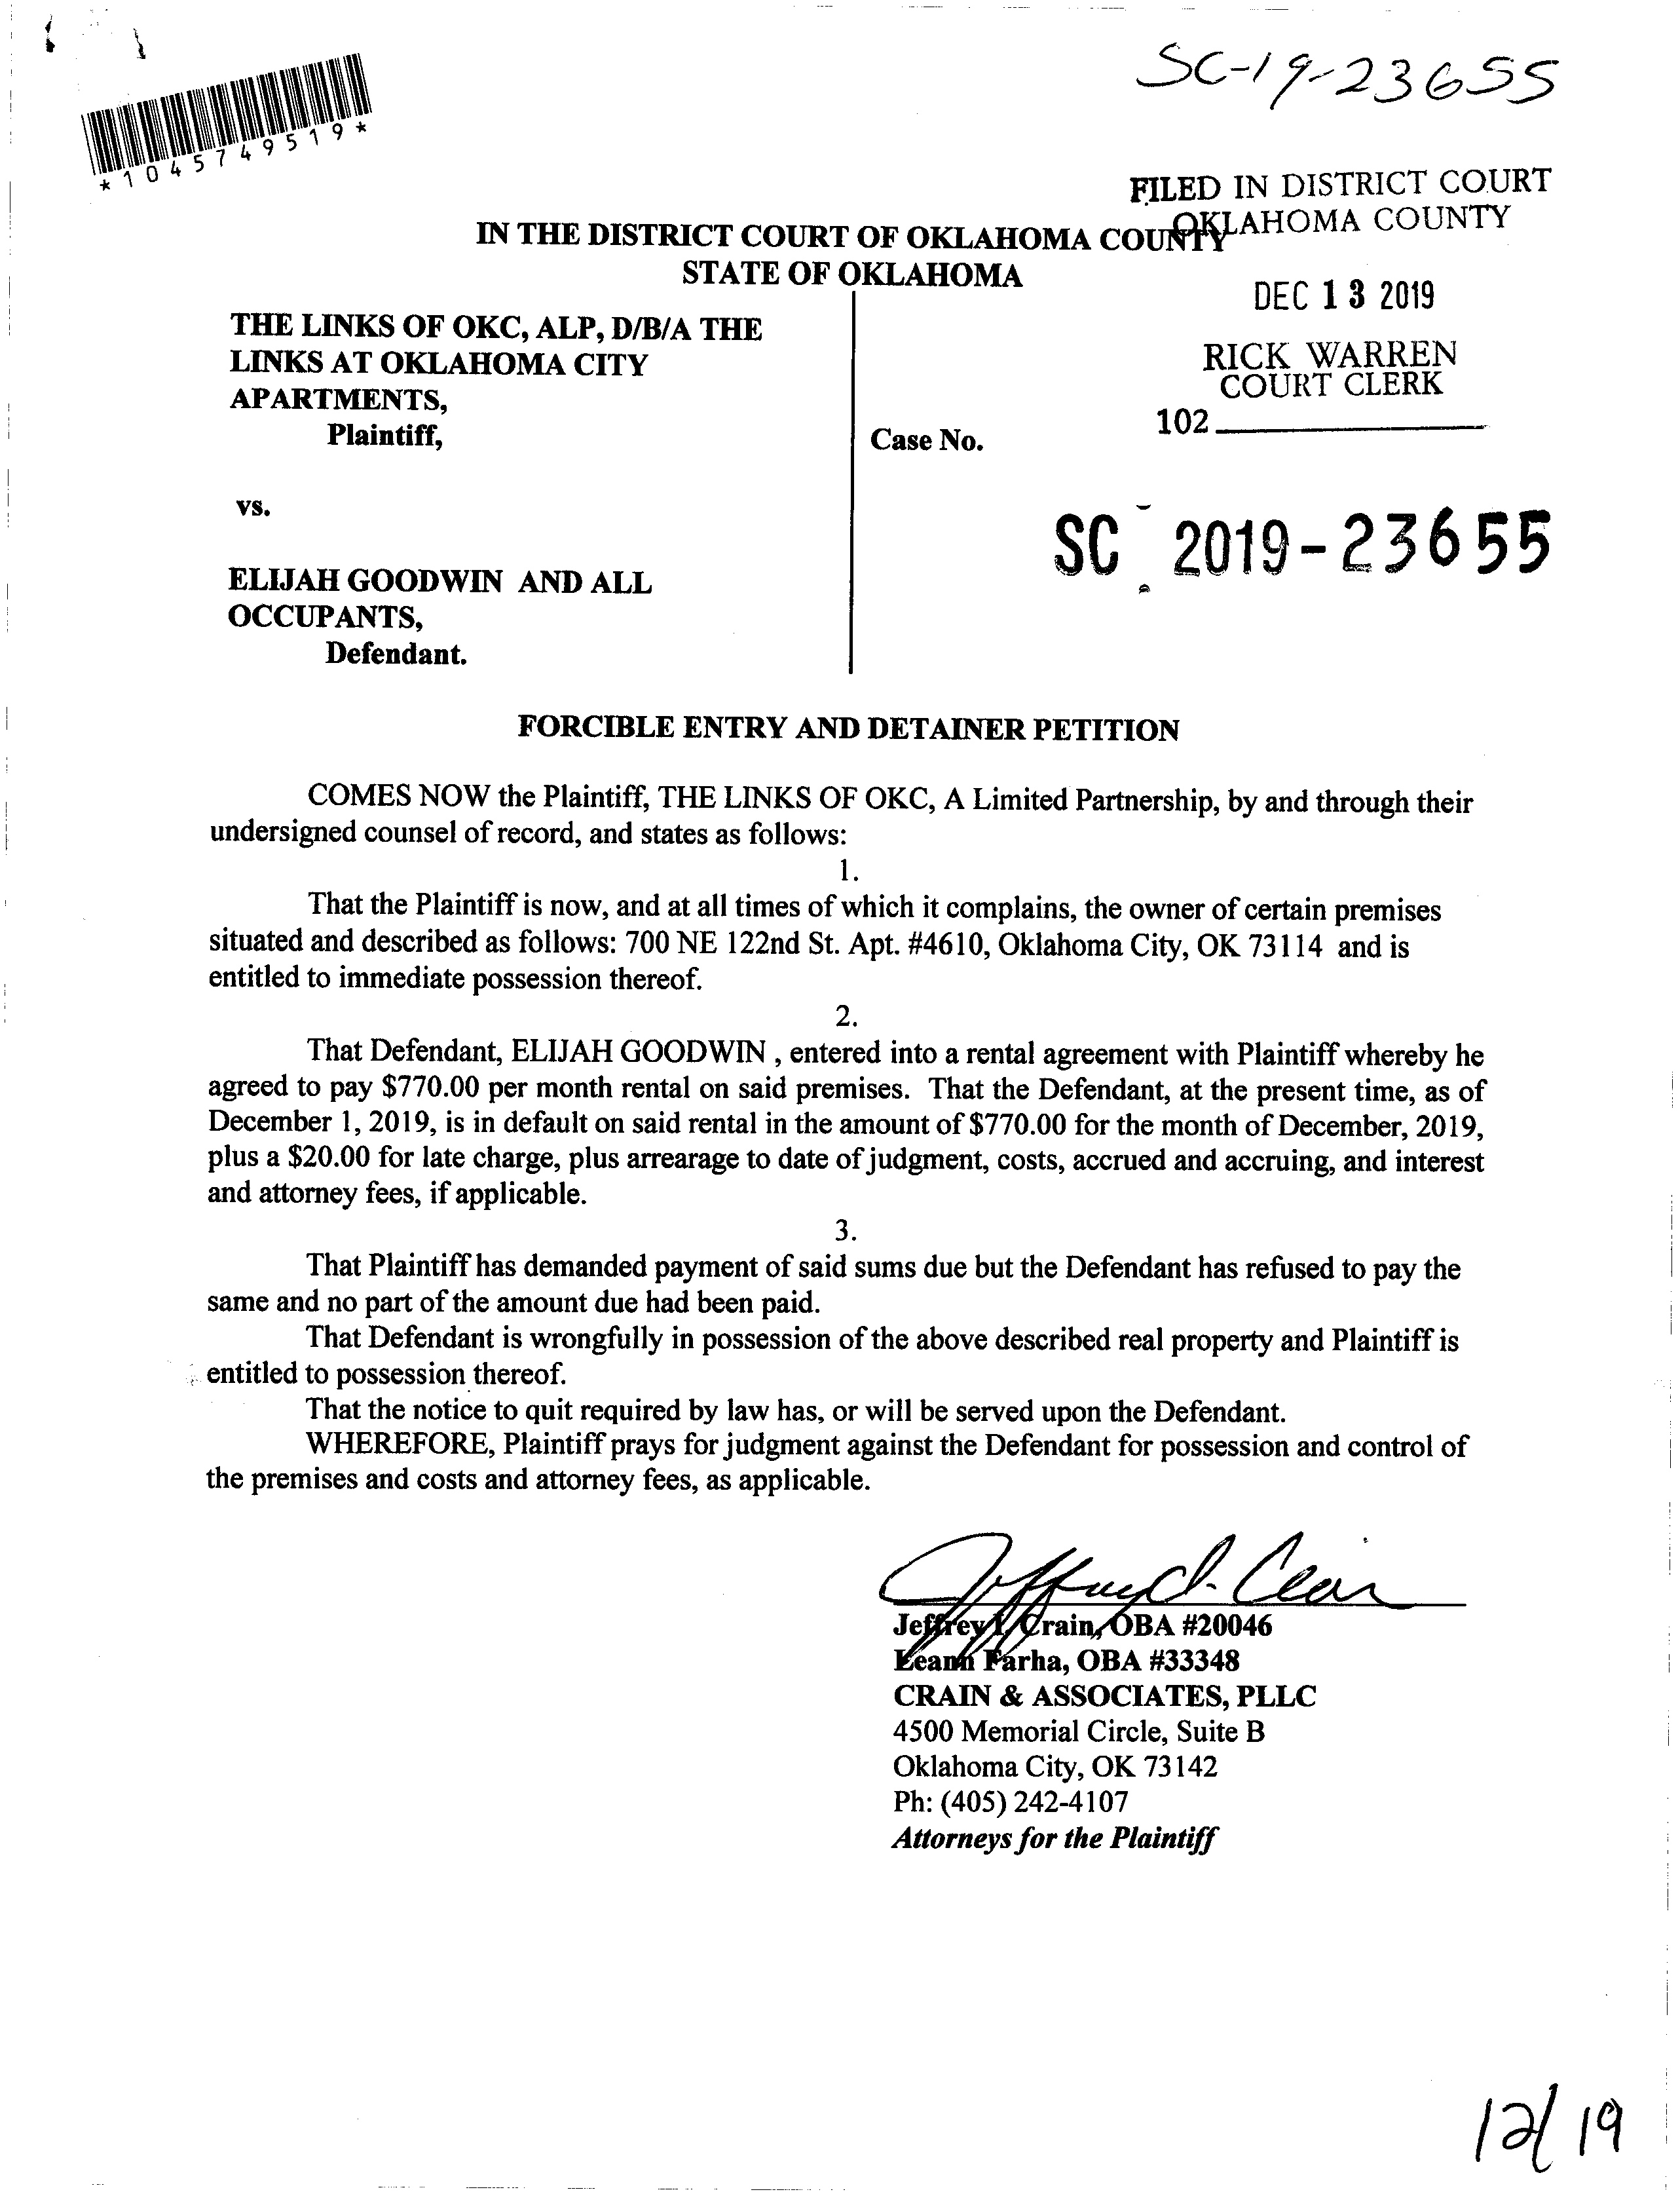 SC-19-23655
*1045749519*
FILED IN DISTRICT COURT
OKLAHOMA COUNTY
IN THE DISTRICT COURT OF OKLAHOMA COUNTY
STATE OF OKLAHOMA
DEC 13 2019
RICK WARREN
COURT CLERK
102
THE LINKS OF OKC, ALP, D/B/A THE
LINKS AT OKLAHOMA CITY
APARTMENTS,
Plaintiff,
Case No.
vs.
SC 2019-23655
ELIJAH GOODWIN AND ALL
OCCUPANTS,
Defendant.
FORCIBLE ENTRY AND DETAINER PETITION
COMES NOW the Plaintiff, THE LINKS OF OKC, A Limited Partnership, by and through their
undersigned counsel of record, and states as follows:
1.
That the Plaintiff is now, and at all times of which it complains, the owner of certain premises
situated and described as follows: 700 NE 122nd St. Apt. #4610, Oklahoma City, OK 73114 and is
entitled to immediate possession thereof.
2.
That Defendant, ELIJAH GOODWIN , entered into a rental agreement with Plaintiff whereby he
agreed to pay $770.00 per month rental on said premises. That the Defendant, at the present time, as of
December 1, 2019, is in default on said rental in the amount of $770.00 for the month of December, 2019,
plus a $20.00 for late charge, plus arrearage to date of judgment, costs, accrued and accruing, and interest
and attorney fees, if applicable.
3.
That Plaintiff has demanded payment of said sums due but the Defendant has refused to pay the
same and no part of the amount due had been paid.
That Defendant is wrongfully in possession of the above described real property and Plaintiff is
entitled to possession thereof.
That the notice to quit required by law has, or will be served upon the Defendant.
WHEREFORE, Plaintiff prays for judgment against the Defendant for possession and control of
the premises and costs and attorney fees, as applicable.
Jeffrey Crain, OBA #20046
Leann Farha, OBA #33348
CRAIN & ASSOCIATES, PLLC
4500 Memorial Circle, Suite B
Oklahoma City, OK 73142
Ph: (405) 242-4107
Attorneys for the Plaintiff
12/19